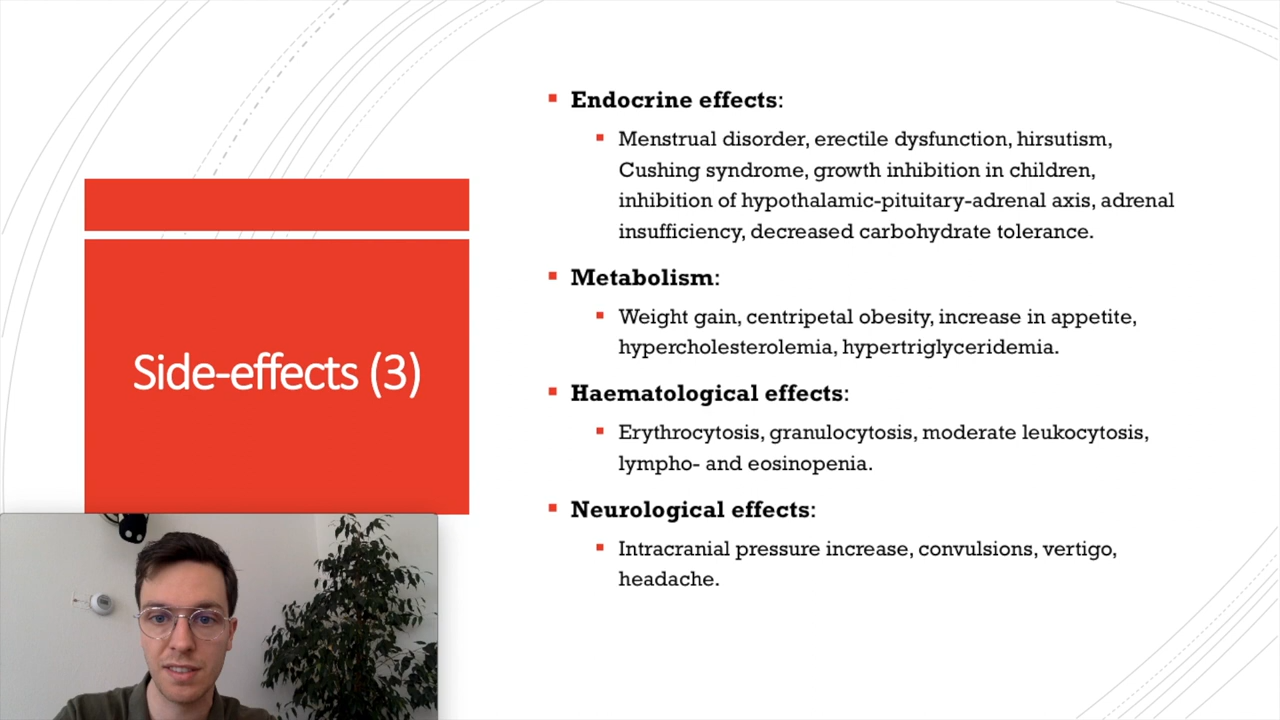 Side-effects (3)
Endocrine effects:
Menstrual disorder, erectile dysfunction, hirsutism,
Cushing syndrome, growth inhibition in children,
inhibition of hypothalamic-pituitary-adrenal axis, adrenal
insufficiency, decreased carbohydrate tolerance.
Metabolism:
Weight gain, centripetal obesity, increase in appetite,
hypercholesterolemia, hypertriglyceridemia.
Haematological effects:
Erythrocytosis, granulocytosis, moderate leukocytosis,
lympho- and eosinopenia.
Neurological effects:
Intracranial pressure increase, convulsions, vertigo,
headache.